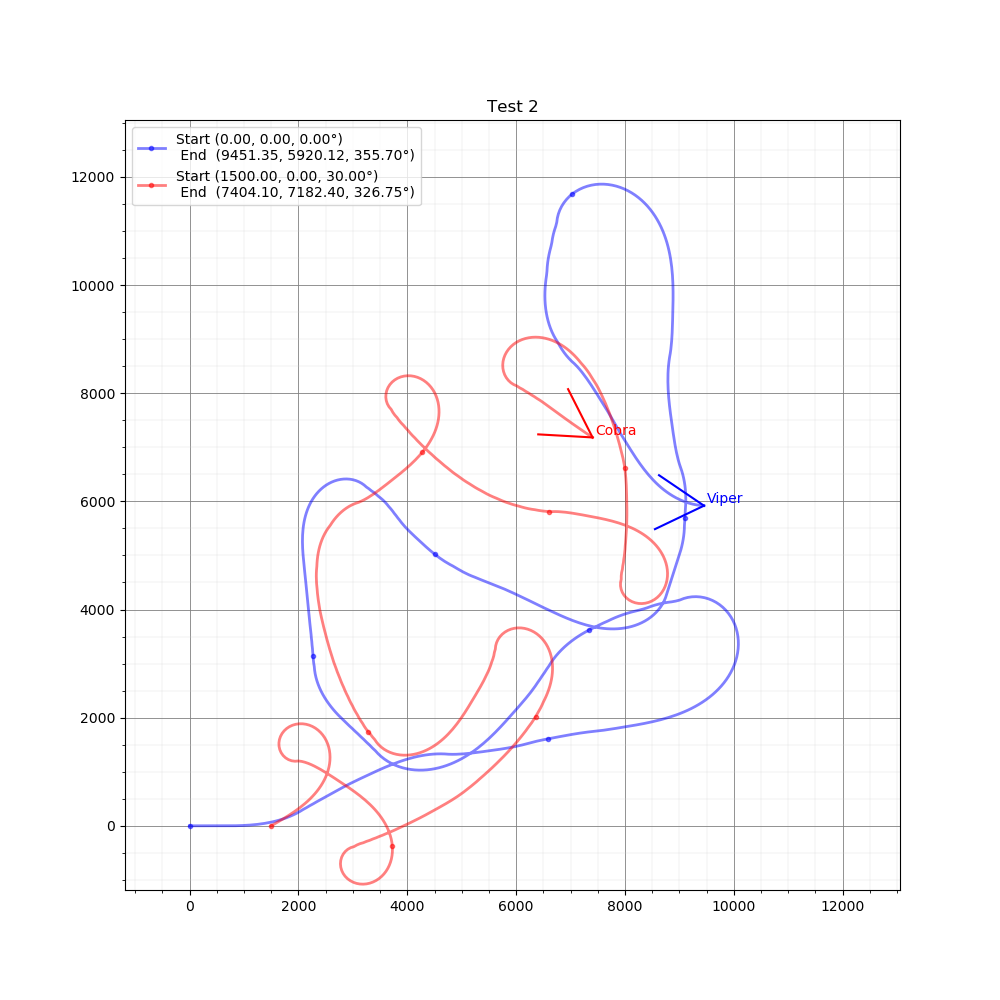 Test 2
Start (0.00, 0.00, 0.00°)
End (9451.35, 5920.12, 355.70°)
Start (1500.00, 0.00, 30.00°)
End (7404.10, 7182.40, 326.75°)
12000
10000
8000
6000
4000
2000
0
Cobra
Viper
0 2000 4000 6000 8000 10000 12000